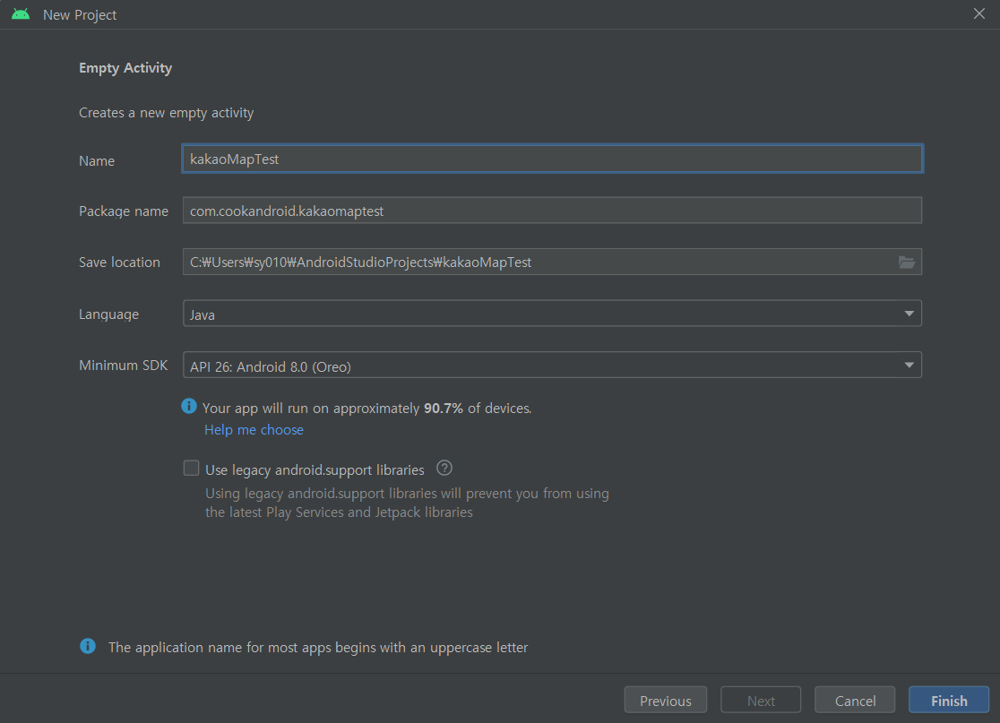 New Project
Empty Activity
Creates a new empty activity
Name kakaoMapTest
Package name com.cookandroid.kakaomaptest
Save location C:₩Users₩sy010₩AndroidStudioProjects₩kakaoMapTest
Language Java
Minimum SDK API 26: Android 8.0 (Oreo)
Your app will run on approximately 90.7% of devices.
Help me choose
Use legacy android.support libraries ?
Using legacy android.support libraries will prevent you from using
the latest Play Services and Jetpack libraries
The application name for most apps begins with an uppercase letter
Previous Next Cancel Finish